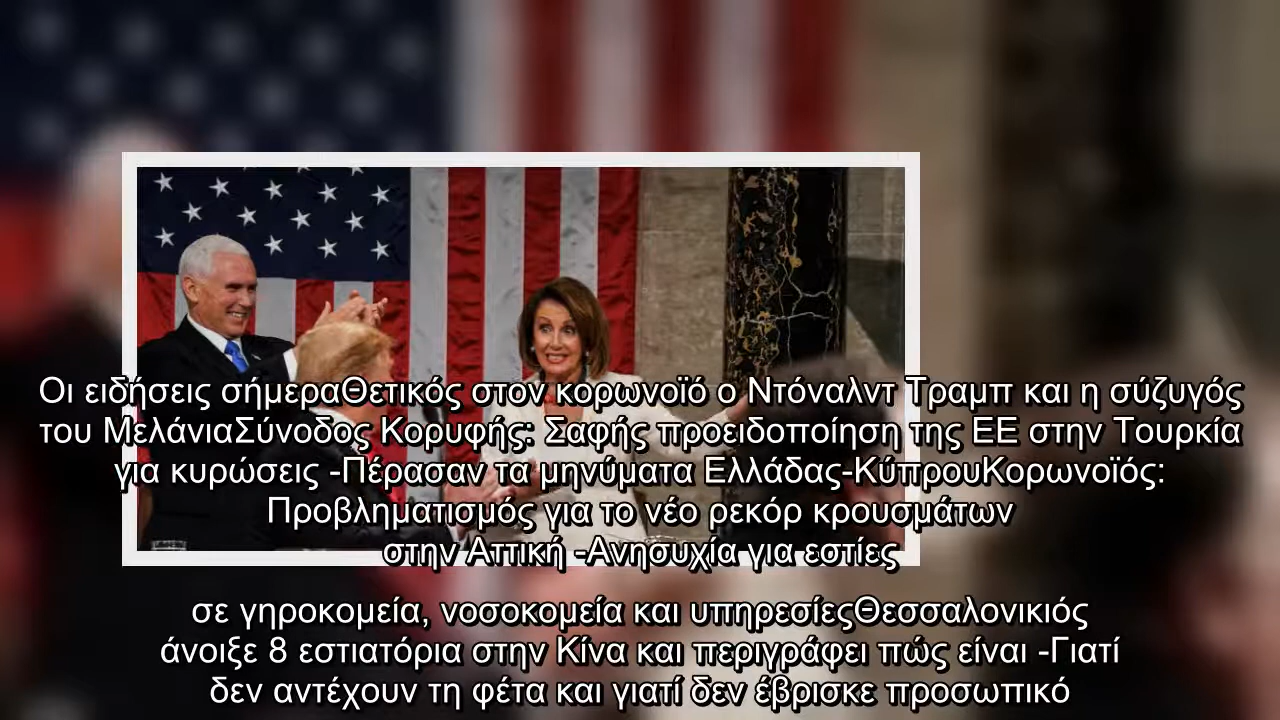 Οι ειδήσεις σήμεραΘετικός στον κορωνοϊό ο Ντόναλντ Τραμπ και η σύζυγός
του ΜελάνιαΣύνοδος Κορυφής: Σαφής προειδοποίηση της ΕΕ στην Τουρκία
για κυρώσεις -Πέρασαν τα μηνύματα Ελλάδας-ΚύπρουΚορωνοϊός:
Προβληματισμός για το νέο ρεκόρ κρουσμάτων
στην Αττική -Ανησυχία για εστίες
σε γηροκομεία, νοσοκομεία και υπηρεσίεςΘεσσαλονικιός
άνοιξε 8 εστιατόρια στην Κίνα και περιγράφει πώς είναι -Γιατί
δεν αντέχουν τη φέτα και γιατί δεν έβρισκε προσωπικό